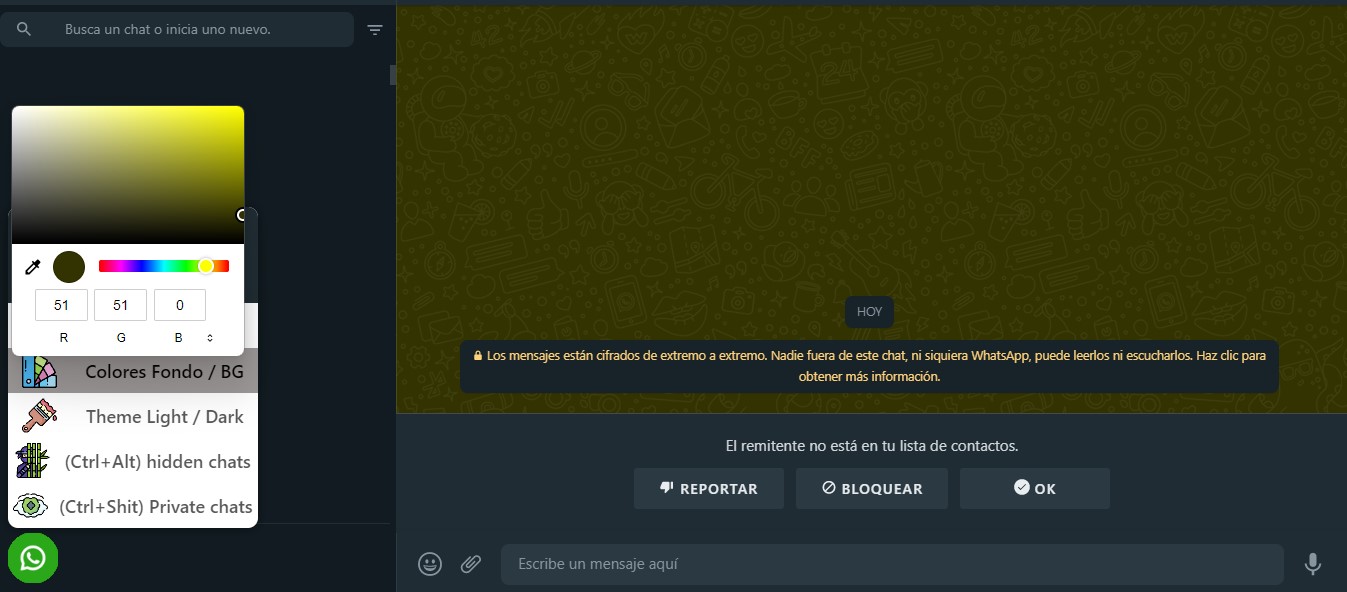 Busca un chat o inicia uno nuevo.
51 51 0
R G B
Colores Fondo / BG
Theme Light / Dark
(Ctrl+Alt) hidden chats
(Ctrl+Shit) Private chats
HOY
Los mensajes están cifrados de extremo a extremo. Nadie fuera de este chat, ni siquiera WhatsApp, puede leerlos ni escucharlos. Haz clic para
obtener más información.
El remitente no está en tu lista de contactos.
REPORTAR BLOQUEAR OK
Escribe un mensaje aquí